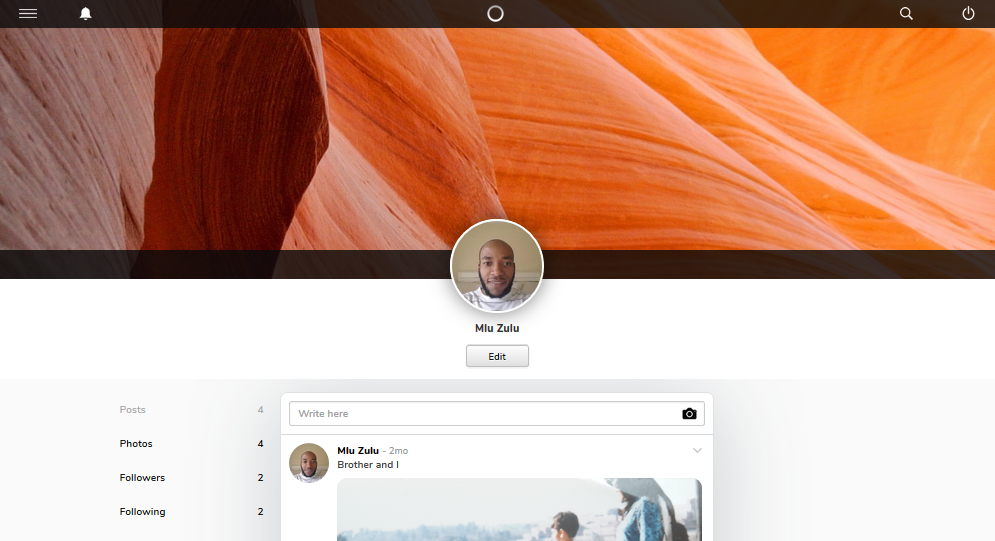 Mlu Zulu
Edit
Posts 4
Photos 4
Followers 2
Following 2
Write here
Mlu Zulu - 2mo
Brother and I